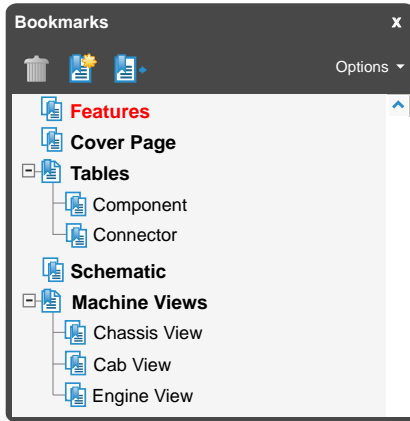 Bookmarks x
Options
Features
Cover Page
Tables
Component
Connector
Schematic
Machine Views
Chassis View
Cab View
Engine View